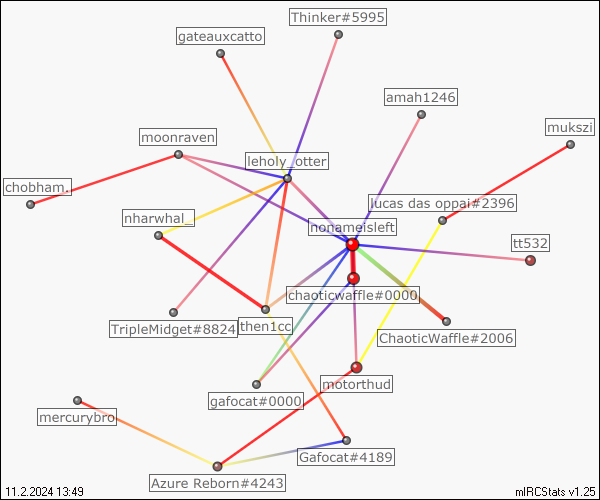 Thinker#5995
gateauxcatto
amah1246
mukszi
moonraven
leholy_otter
chobham.
lucas das oppai#2396
nharwhal_
nonameisleft
tt532
chaoticwaffle#0000
TripleMidget#8824
then1cc
ChaoticWaffle#2006
motorthud
gafocat#0000
mercurybro
Gafocat#4189
Azure Reborn#4243
11.2.2024 13:49
mIRCStats v1.25